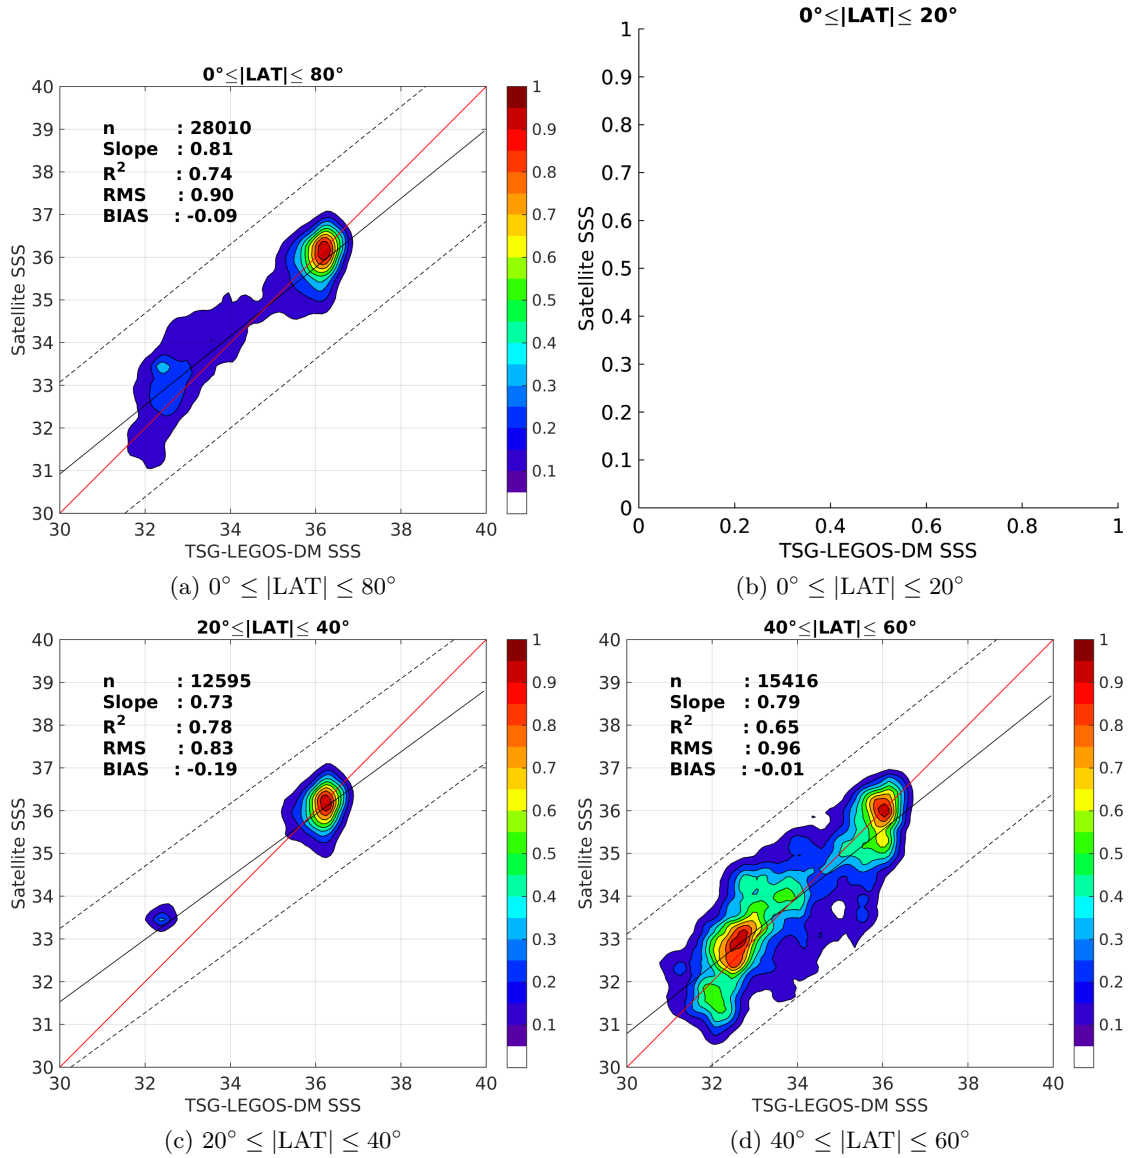 0°≤|LAT|≤ 80°
n : 28010
Slope : 0.81
R² : 0.74
RMS : 0.90
BIAS : -0.09
40
39
38
37
36
35
34
33
32
31
30
30 32 34 36 38 40
Satellite SSS
TSG-LEGOS-DM SSS
1
0.9
0.8
0.7
0.6
0.5
0.4
0.3
0.2
0.1
(a) 0° ≤ |LAT| ≤ 80°
0°≤|LAT|≤ 20°
1
0.9
0.8
0.7
0.6
0.5
0.4
0.3
0.2
0.1
0
0 0.2 0.4 0.6 0.8 1
Satellite SSS
TSG-LEGOS-DM SSS
(b) 0° ≤ |LAT| ≤ 20°
20°≤|LAT|≤ 40°
n : 12595
Slope : 0.73
R² : 0.78
RMS : 0.83
BIAS : -0.19
40
39
38
37
36
35
34
33
32
31
30
30 32 34 36 38 40
Satellite SSS
TSG-LEGOS-DM SSS
1
0.9
0.8
0.7
0.6
0.5
0.4
0.3
0.2
0.1
(c) 20° ≤ |LAT| ≤ 40°
40°≤|LAT|≤ 60°
n : 15416
Slope : 0.79
R² : 0.65
RMS : 0.96
BIAS : -0.01
40
39
38
37
36
35
34
33
32
31
30
30 32 34 36 38 40
Satellite SSS
TSG-LEGOS-DM SSS
1
0.9
0.8
0.7
0.6
0.5
0.4
0.3
0.2
0.1
(d) 40° ≤ |LAT| ≤ 60°